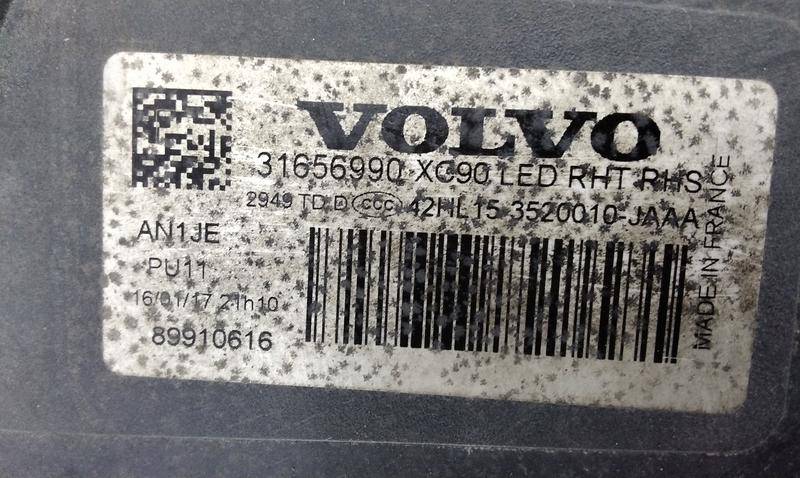 VOLVO
31656990 XC90 LED RHT RHS
2949 TD D CCC 42HL15 3520010-JAAA
AN1JE
PU11
16/01/17 21h10
89910616
MADE IN FRANCE